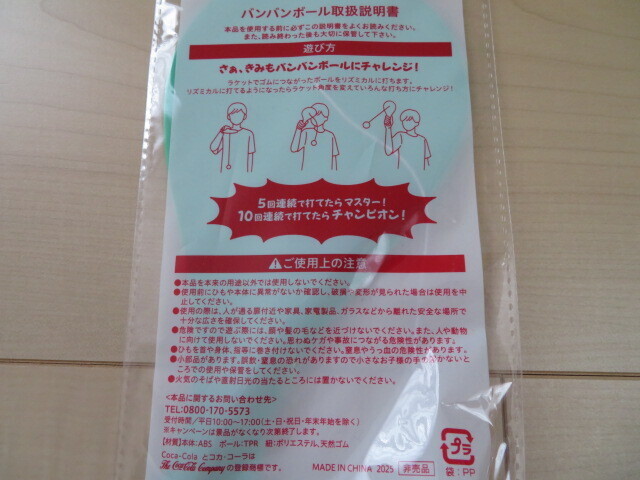 バンバンボール取扱説明書
本品を使用する前に必ずこの説明書をよくお読みください。
また、読み終わった後も大切に保管して下さい。
遊び方
さぁ、きみもバンバンボールにチャレンジ!
ラケットでゴムにつながったボールをリズミカルに打ちます。
リズミカルに打てるようになったらラケット角度を変えていろんな打ち方にチャレンジ!
5回連続で打てたらマスター!
10回連続で打てたらチャンピオン!
⚠ご使用上の注意
●本品を本来の用途以外では使用しないでください。
●使用前にひもや本体に異常がないか確認し、破損や変形が見られた場合は使用を中
止してください。
●使用の際は、人が通る扉付近や家具、家電製品、ガラスなどから離れた安全な場所で
十分な広さを確保してください。
●危険ですので遊ぶ際には、顔や髪の毛などを近づけないでください。また、人や動物
に向けて使用しないでください。思わぬケガや事故につながる危険性があります。
●ひもを首や身体、指等に巻き付けないでください。窒息やうっ血の危険性があります。
●小部品があります。誤飲・窒息の恐れがありますので小さなお子様の手の届かないとこ
ろでの使用や保管をしてください。
●火気のそばや直射日光の当たるところには置かないでください。
<本品に関するお問い合わせ先>
TEL:0800-170-5573
受付時間/平日10:00~17:00(土・日・祝日・年末年始を除く)
※キャンペーンは景品がなくなり次第終了します。
【材質】本体:ABS ボール:TPR 紐:ポリエステル、天然ゴム
Coca-Cola とコカ・コーラは
The Coca-Cola Company の登録商標です。
MADE IN CHINA 2025 非売品
プラ
袋:PP